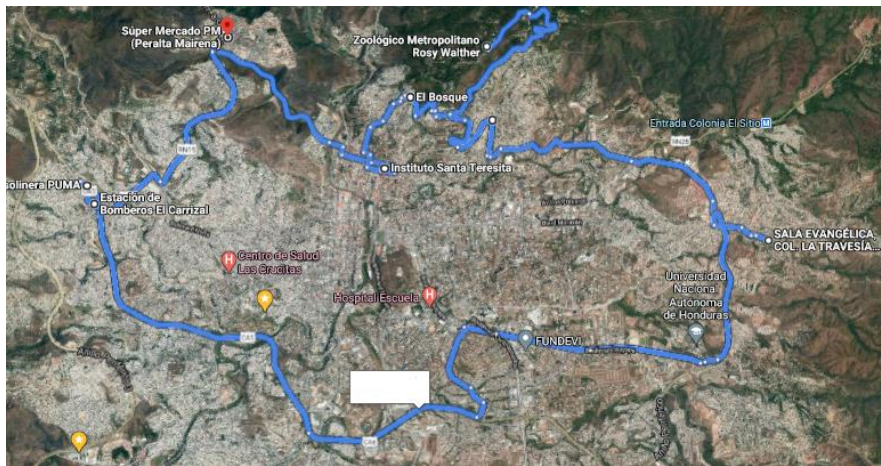 Súper Mercado PM
(Peralta Mairena)
Zoológico Metropolitano
Rosy Walther
El Bosque
Entrada Colonia El Sitio
M
RN25
RN15
Instituto Santa Teresita
solinera PUMA
Estación de
Bomberos El Carrizal
SALA EVANGÉLICA,
COL. LA TRAVESÍA...
Centro de Salud
Las Crucitas
H
Hospital Escuela
H
Universidad
Nacional
Autónoma
de Honduras
FUNDEVI
CA5
CA6